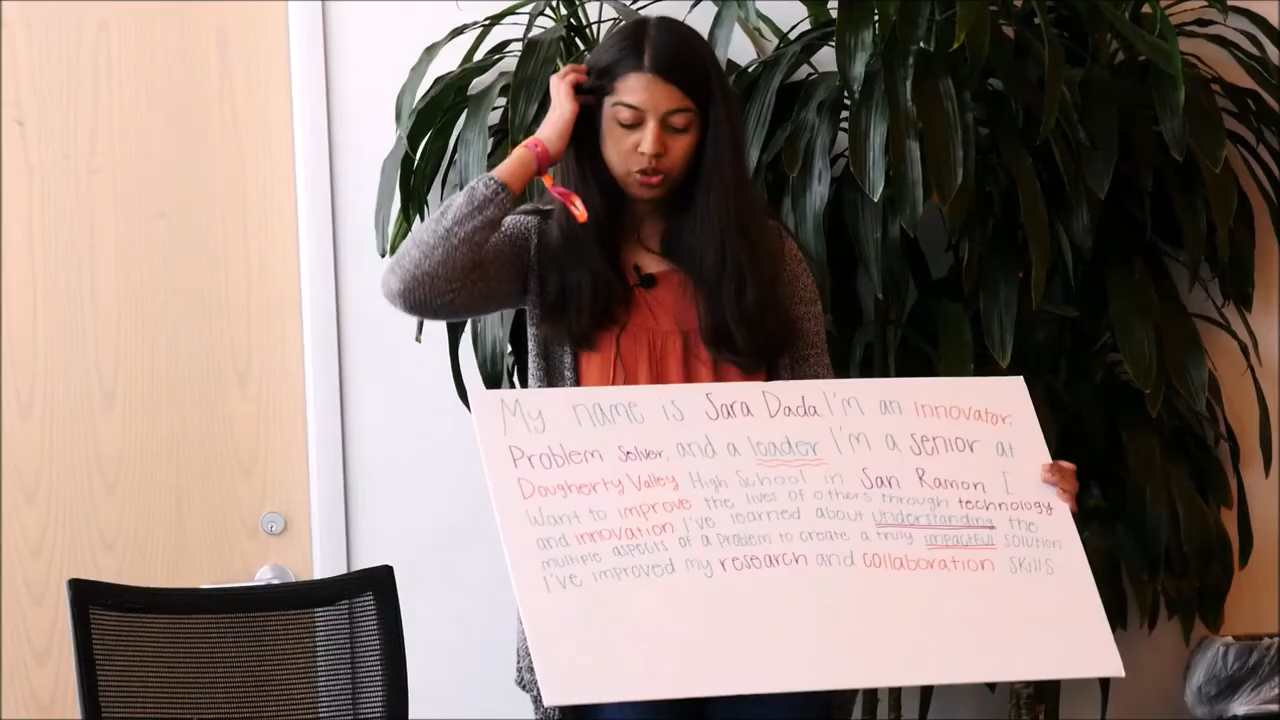 My name is Sara Dada I'm an innovator.
Problem Solver, and a leader I'm a senior at
Dougherty Valley High School in San Ramon I
want to improve the lives of others through technology
and innovation I've learned about understanding the
multiple aspects of a problem to create a truly impactful solution
I've improved my research and collaboration skills